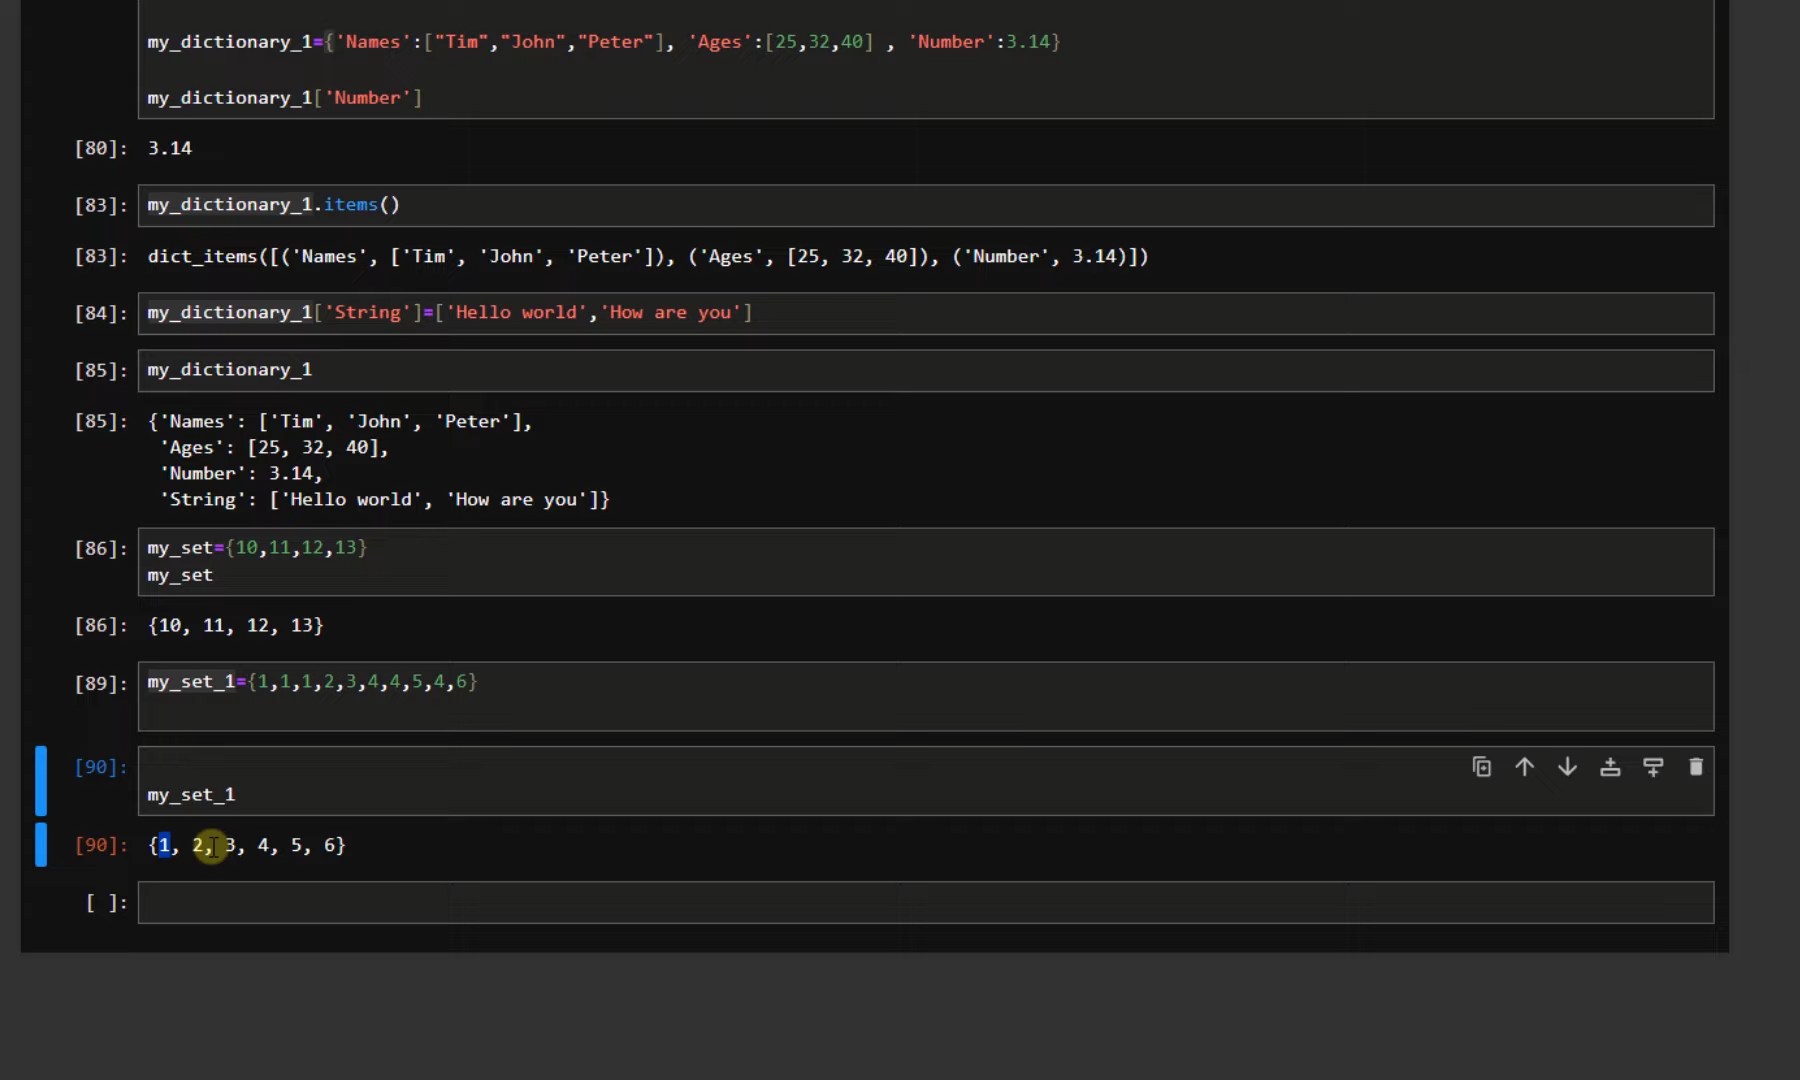 my_dictionary_1={'Names':["Tim","John","Peter"], 'Ages':[25,32,40] , 'Number':3.14}
my_dictionary_1['Number']
[80]: 3.14
[83]: my_dictionary_1.items()
[83]: dict_items([('Names', ['Tim', 'John', 'Peter']), ('Ages', [25, 32, 40]), ('Number', 3.14)])
[84]: my_dictionary_1['String']=['Hello world','How are you']
[85]: my_dictionary_1
[85]: {'Names': ['Tim', 'John', 'Peter'],
'Ages': [25, 32, 40],
'Number': 3.14,
'String': ['Hello world', 'How are you']}
[86]: my_set={10,11,12,13}
my_set
[86]: {10, 11, 12, 13}
[89]: my_set_1={1,1,1,2,3,4,4,5,4,6}
[90]:
my_set_1
[90]: {1, 2, 3, 4, 5, 6}
[ ]: